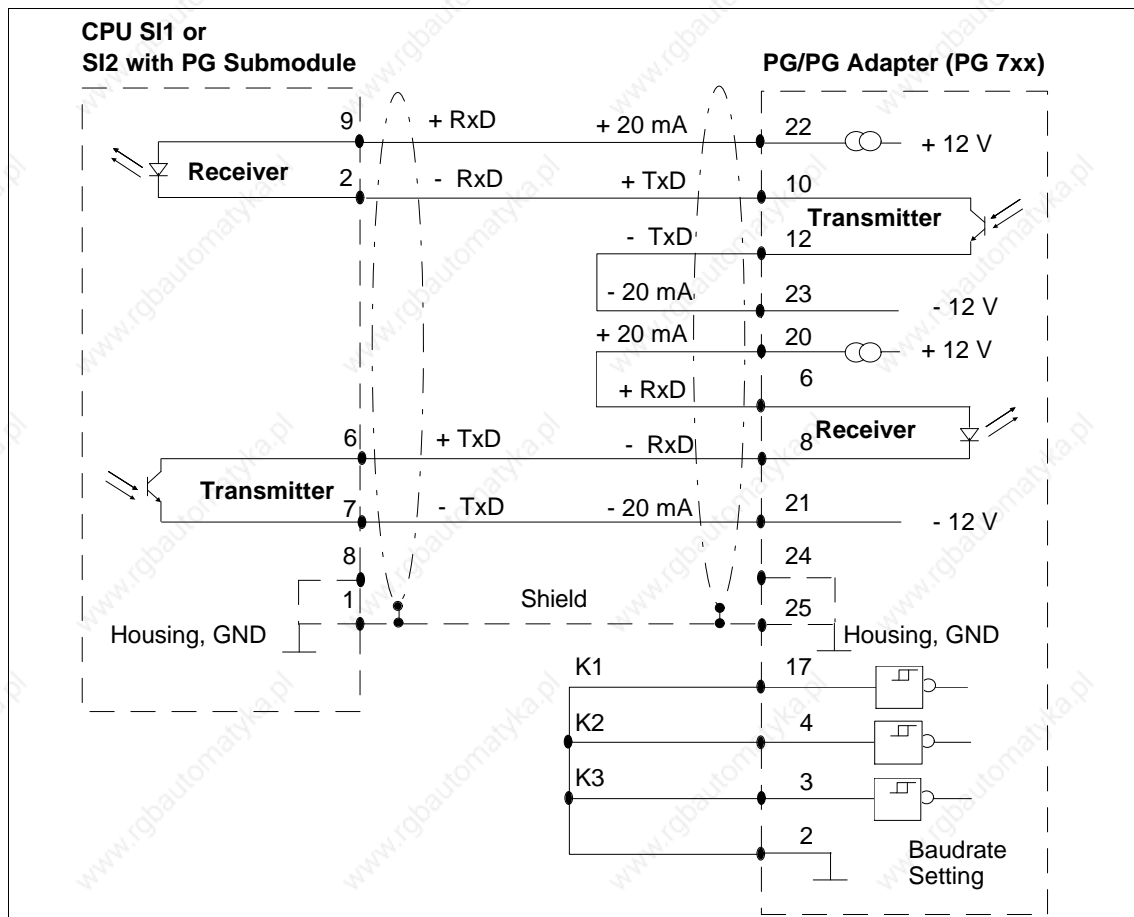 CPU SI1 or
SI2 with PG Submodule
PG/PG Adapter (PG 7xx)
9 + RxD + 20 mA 22 + 12 V
Receiver
2 - RxD + TxD 10
Transmitter
- TxD 12
- 20 mA 23 - 12 V
+ 20 mA 20 + 12 V
6
+ RxD
Receiver
6 + TxD - RxD 8
Transmitter
7 - TxD - 20 mA 21 - 12 V
8 24
1 Shield 25
Housing, GND Housing, GND
K1 17
K2 4
K3 3
2
Baudrate
Setting
www.rgbautomatyka.pl